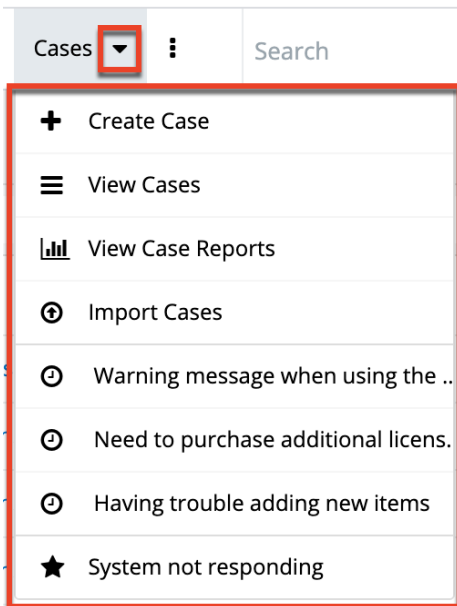 Cases Search
Create Case
View Cases
View Case Reports
Import Cases
Warning message when using the ..
Need to purchase additional licens.
Having trouble adding new items
System not responding